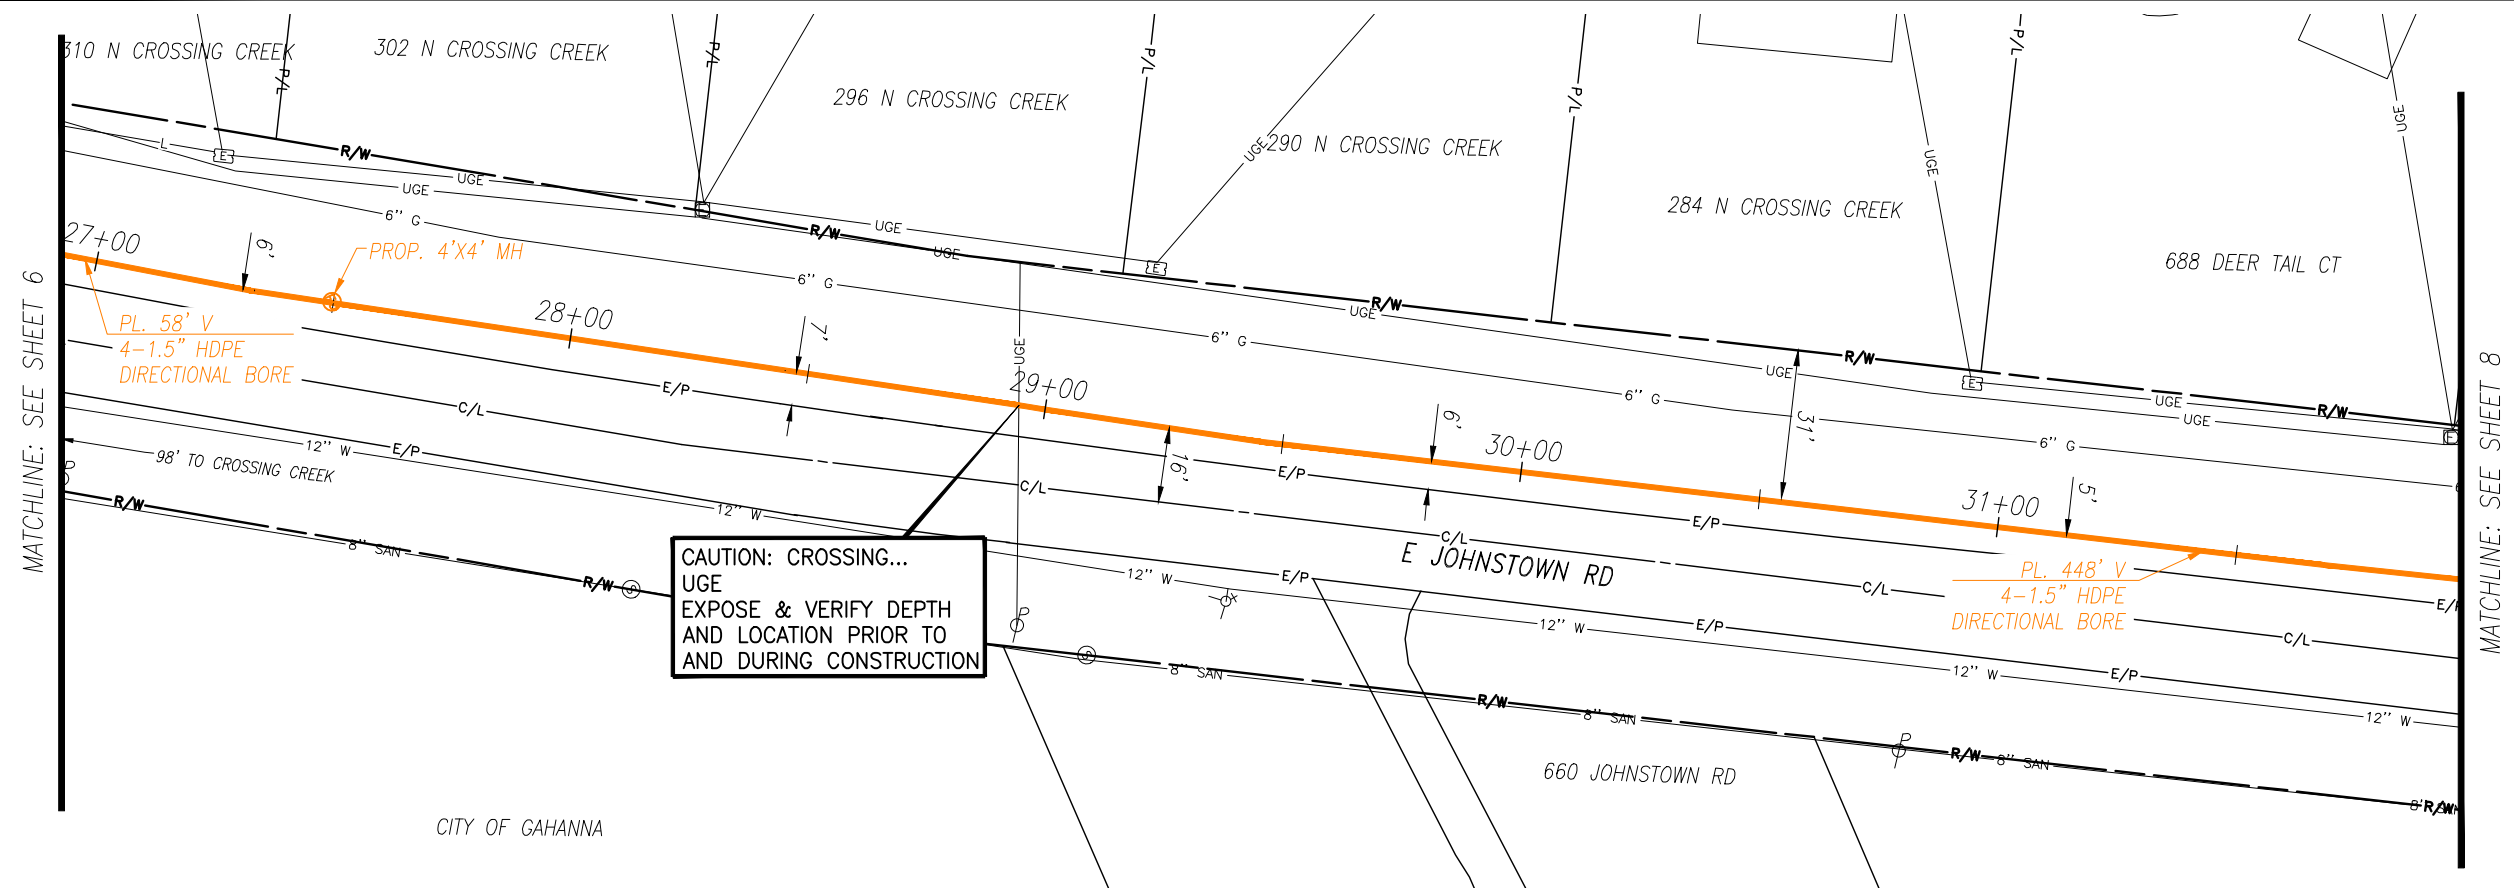 310 N CROSSING CREEK
302 N CROSSING CREEK
296 N CROSSING CREEK
290 N CROSSING CREEK
284 N CROSSING CREEK
688 DEER TAIL CT
P/L
P/L
P/L
P/L
P/L
UGE
UGE
UGE
L
E
R/W
UGE
UGE
E
R/W
UGE
UGE
E
R/W
UGE
UGE
R/W
E
UGE
UGE
R/W
E
6" G
6" G
6" G
6" G
6" G
27+00
6'
PROP. 4'X4' MH
28+00
7'
UGE
29+00
16'
6'
30+00
31'
31+00
5'
PL. 58' V
4-1.5" HDPE
DIRECTIONAL BORE
PL. 448' V
4-1.5" HDPE
DIRECTIONAL BORE
E/P
E/P
E/P
E/P
C/L
C/L
C/L
C/L
C/L
E JOHNSTOWN RD
E/P
E/P
E/P
E/P
12" W
12" W
12" W
12" W
12" W
12" W
98' TO CROSSING CREEK
P
R/W
8" SAN
R/W
S
CAUTION: CROSSING...
UGE
EXPOSE & VERIFY DEPTH
AND LOCATION PRIOR TO
AND DURING CONSTRUCTION
P
S
8" SAN
R/W
8" SAN
P
R/W
8" SAN
R/W
660 JOHNSTOWN RD
CITY OF GAHANNA
MATCHLINE: SEE SHEET 6
MATCHLINE: SEE SHEET 8